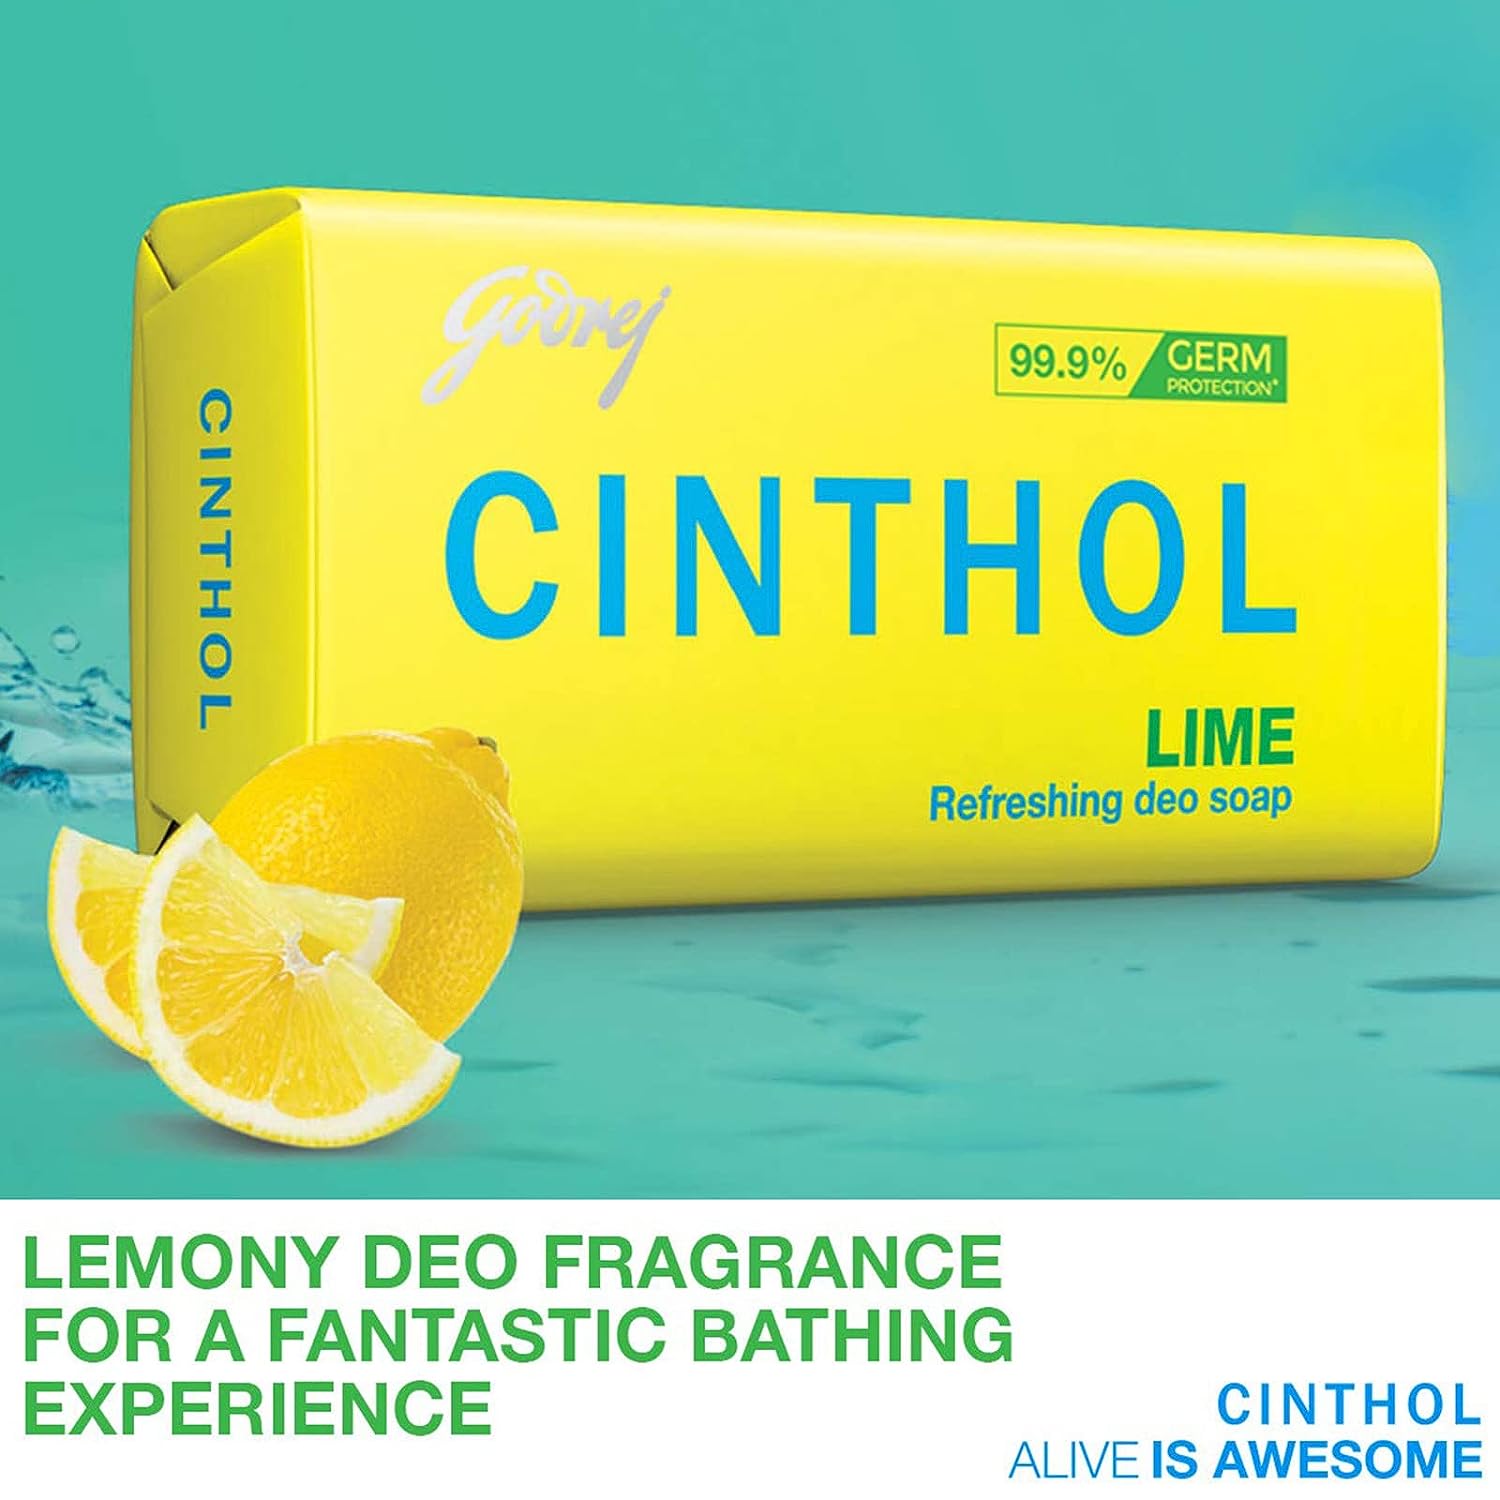 Godrej
99.9% GERM
PROTECTION*
CINTHOL
CINTHOL
LIME
Refreshing deo soap
LEMONY DEO FRAGRANCE
FOR A FANTASTIC BATHING
EXPERIENCE
CINTHOL
ALIVE IS AWESOME